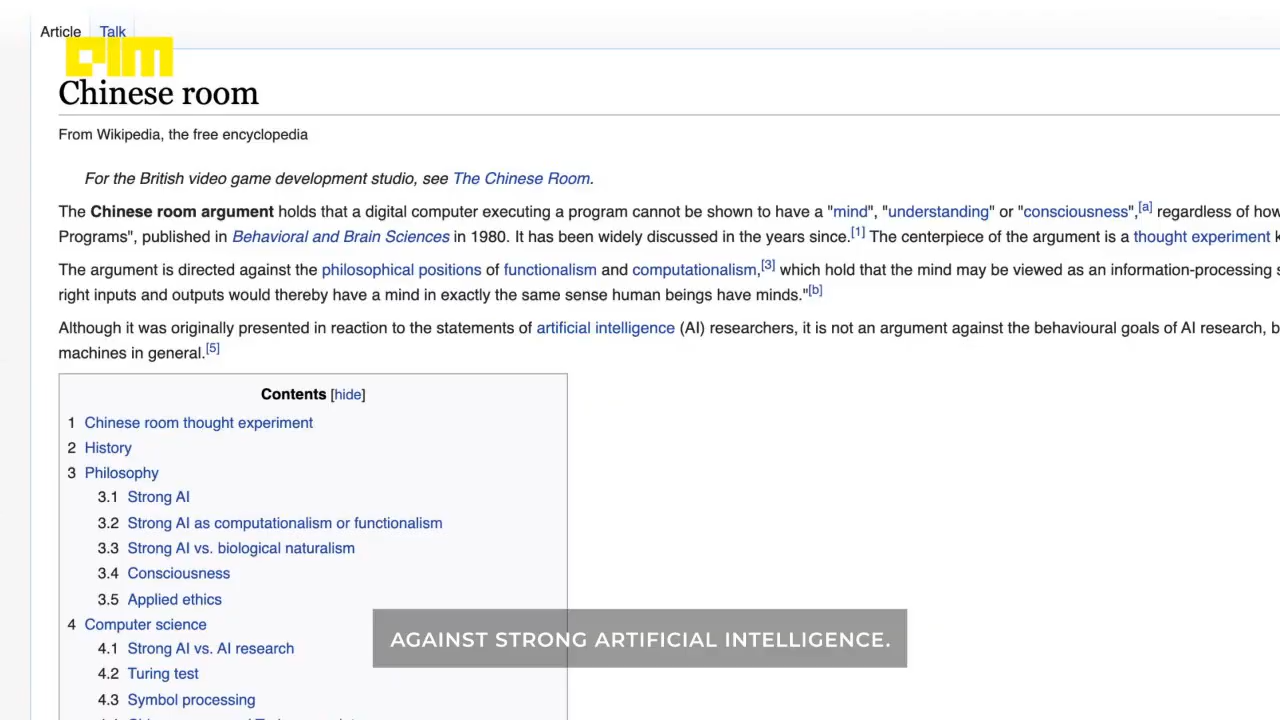 Article Talk
aim
Chinese room
From Wikipedia, the free encyclopedia
For the British video game development studio, see The Chinese Room.
The Chinese room argument holds that a digital computer executing a program cannot be shown to have a "mind", "understanding" or "consciousness",[a] regardless of how
Programs", published in Behavioral and Brain Sciences in 1980. It has been widely discussed in the years since.[1] The centerpiece of the argument is a thought experiment
The argument is directed against the philosophical positions of functionalism and computationalism,[3] which hold that the mind may be viewed as an information-processing
right inputs and outputs would thereby have a mind in exactly the same sense human beings have minds."[b]
Although it was originally presented in reaction to the statements of artificial intelligence (AI) researchers, it is not an argument against the behavioural goals of AI research,
machines in general.[5]
Contents [hide]
1 Chinese room thought experiment
2 History
3 Philosophy
3.1 Strong AI
3.2 Strong AI as computationalism or functionalism
3.3 Strong AI vs. biological naturalism
3.4 Consciousness
3.5 Applied ethics
4 Computer science
4.1 Strong AI vs. AI research
4.2 Turing test
4.3 Symbol processing
AGAINST STRONG ARTIFICIAL INTELLIGENCE.